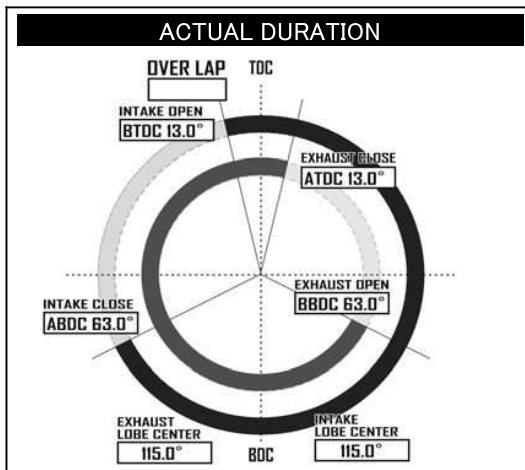 ACTUAL DURATION
OVER LAP
TDC
INTAKE OPEN
BTDC 13.0°
EXHAUST CLOSE
ATDC 13.0°
EXHAUST OPEN
BBDC 63.0°
INTAKE CLOSE
ABDC 63.0°
EXHAUST
LOBE CENTER
115.0°
BDC
INTAKE
LOBE CENTER
115.0°